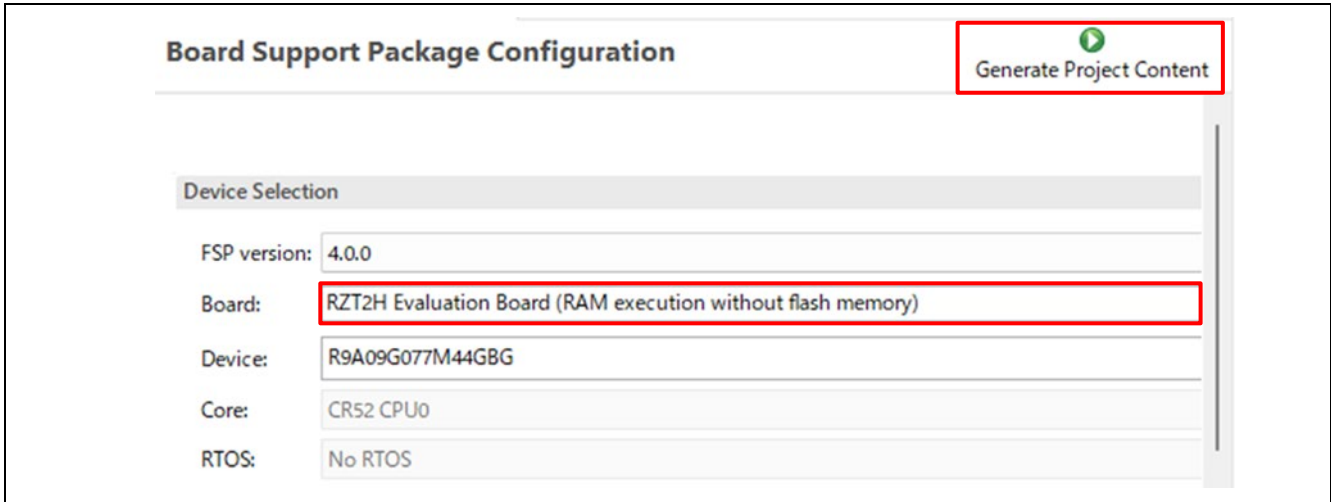 Board Support Package Configuration
Generate Project Content
Device Selection
FSP version: 4.0.0
Board: RZT2H Evaluation Board (RAM execution without flash memory)
Device: R9A09G077M44GBG
Core: CR52 CPU0
RTOS: No RTOS